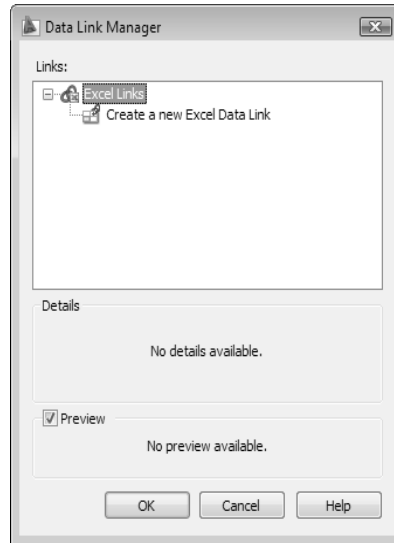 Data Link Manager
Links:
Excel Links
Create a new Excel Data Link
Details
No details available.
Preview
No preview available.
OK Cancel Help